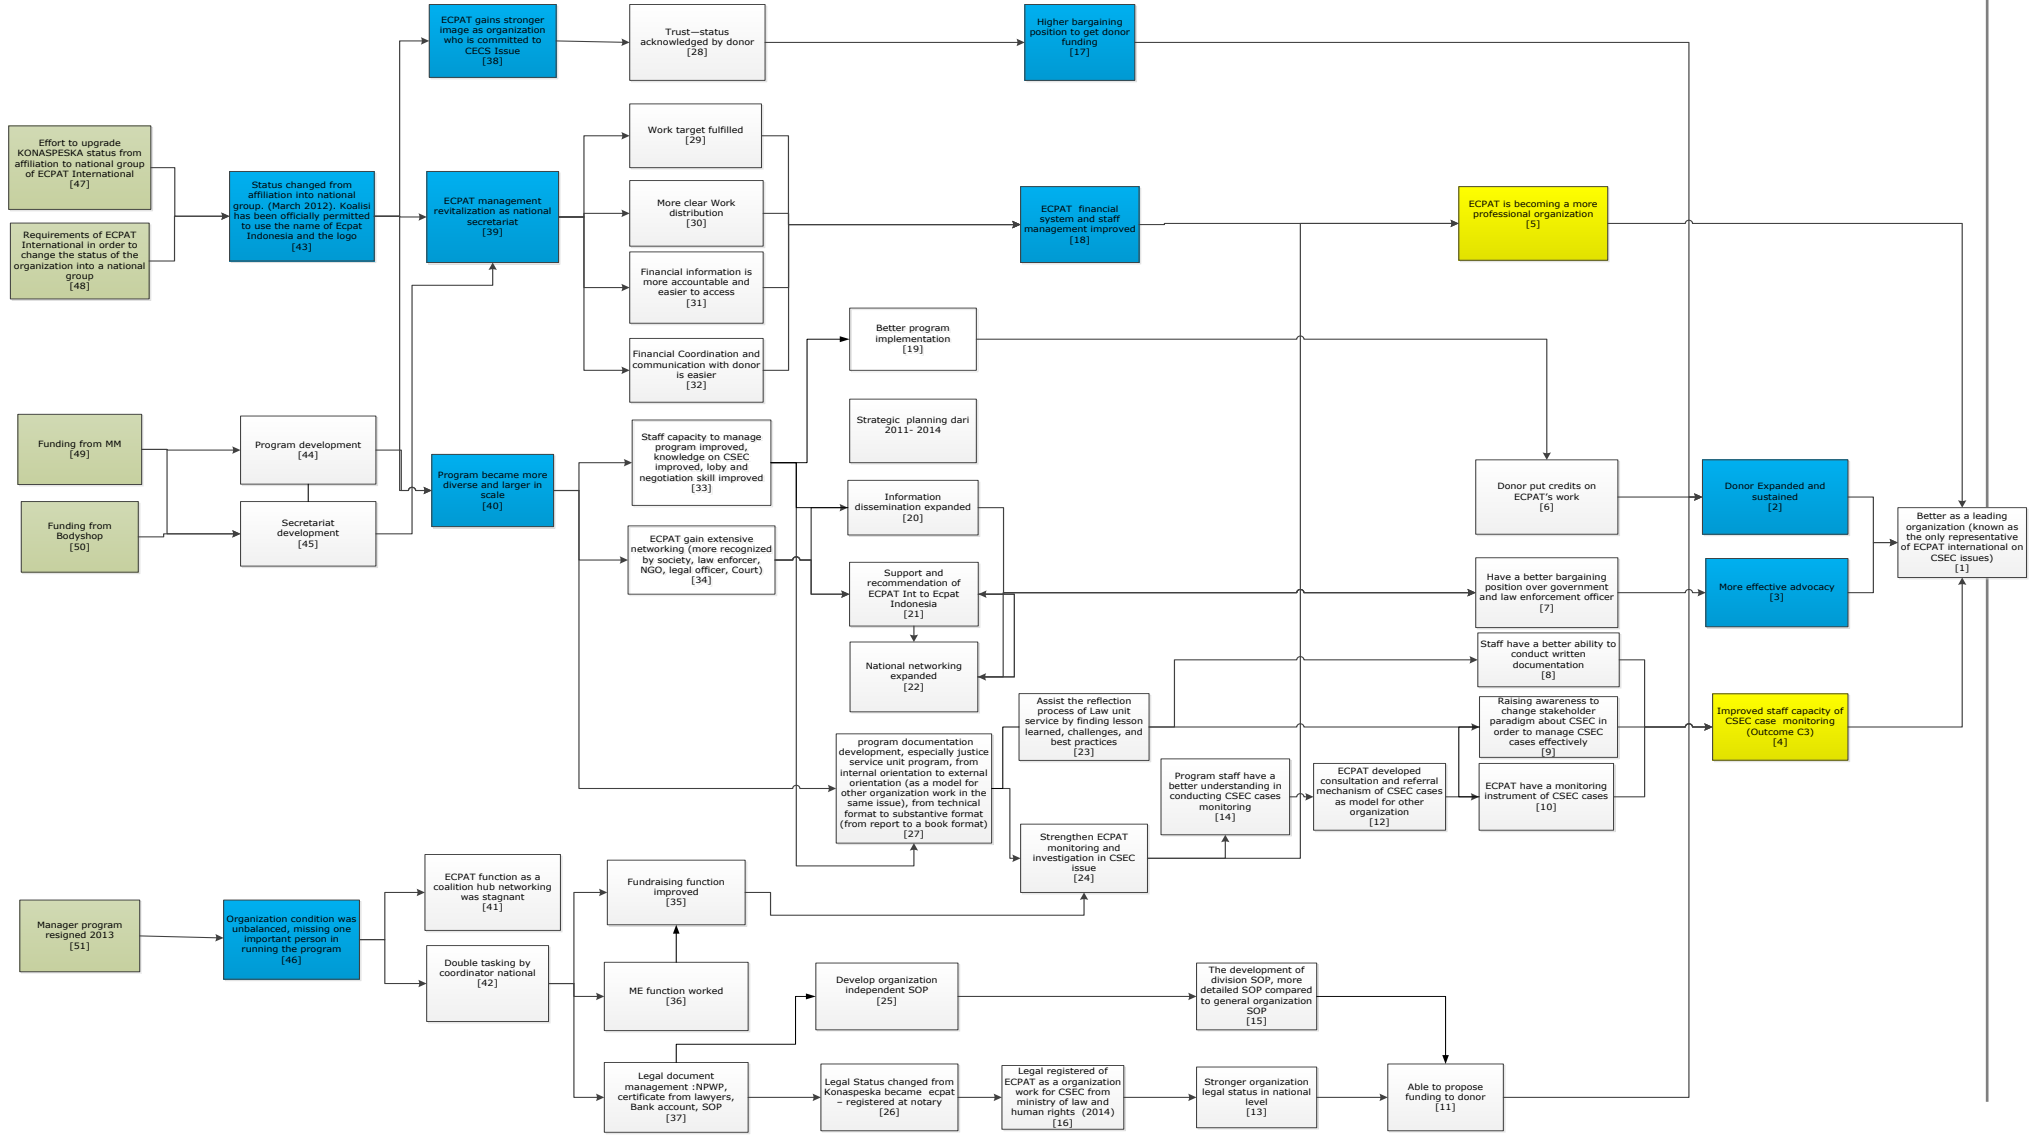 ECPAT gains stronger
image as organization
who is committed to
CECS Issue
[38]
Trust—status
acknowledged by donor
[28]
Higher bargaining
position to get donor
funding
[17]
Effort to upgrade
KONASPESKA status from
affiliation to national group
of ECPAT International
[47]
Requirements of ECPAT
International in order to
change the status of the
organization into a national
group
[48]
Status changed from
affiliation into national
group. (March 2012). Koalisi
has been officially permitted
to use the name of Ecpat
Indonesia and the logo
[43]
ECPAT management
revitalization as national
secretariat
[39]
Work target fulfilled
[29]
More clear Work
distribution
[30]
Financial information is
more accountable and
easier to access
[31]
Financial Coordination and
communication with donor
is easier
[32]
ECPAT  financial
system and staff
management improved
[18]
ECPAT is becoming a more
professional organization
[5]
Better program
implementation
[19]
Strategic  planning dari
2011- 2014
Funding from MM
[49]
Funding from
Bodyshop
[50]
Program development
[44]
Secretariat
development
[45]
Program became more
diverse and larger in
scale
[40]
Staff capacity to manage
program improved,
knowledge on CSEC
improved, loby and
negotiation skill improved
[33]
ECPAT gain extensive
networking (more recognized
by society, law enforcer,
NGO, legal officer, Court)
[34]
Information
dissemination expanded
[20]
Support and
recommendation of
ECPAT Int to Ecpat
Indonesia
[21]
National networking
expanded
[22]
Donor put credits on
ECPAT's work
[6]
Donor Expanded and
sustained
[2]
Better as a leading
organization (known as
the only representative
of ECPAT international on
CSEC issues)
[1]
Have a better bargaining
position over government
and law enforcement officer
[7]
More effective advocacy
[3]
Staff have a better ability to
conduct written
documentation
[8]
Raising awareness to
change stakeholder
paradigm about CSEC in
order to manage CSEC
cases effectively
[9]
ECPAT have a monitoring
instrument of CSEC cases
[10]
Improved staff capacity of
CSEC case  monitoring
(Outcome C3)
[4]
program documentation
development, especially justice
service unit program, from
internal orientation to external
orientation (as a model for
other organization work in the
same issue), from technical
format to substantive format
(from report to a book format)
[27]
Assist the reflection
process of Law unit
service by finding lesson
learned, challenges, and
best practices
[23]
Strengthen ECPAT
monitoring and
investigation in CSEC
issue
[24]
Program staff have a
better understanding in
conducting CSEC cases
monitoring
[14]
ECPAT developed
consultation and referral
mechanism of CSEC cases
as model for other
organization
[12]
Manager program
resigned 2013
[51]
Organization condition was
unbalanced, missing one
important person in
running the program
[46]
ECPAT function as a
coalition hub networking
was stagnant
[41]
Double tasking by
coordinator national
[42]
Fundraising function
improved
[35]
ME function worked
[36]
Legal document
management :NPWP,
certificate from lawyers,
Bank account, SOP
[37]
Develop organization
independent SOP
[25]
Legal Status changed from
Konaspeska became  ecpat
– registered at notary
[26]
Legal registered of
ECPAT as a organization
work for CSEC from
ministry of law and
human rights  (2014)
[16]
The development of
division SOP, more
detailed SOP compared
to general organization
SOP
[15]
Stronger organization
legal status in national
level
[13]
Able to propose
funding to donor
[11]